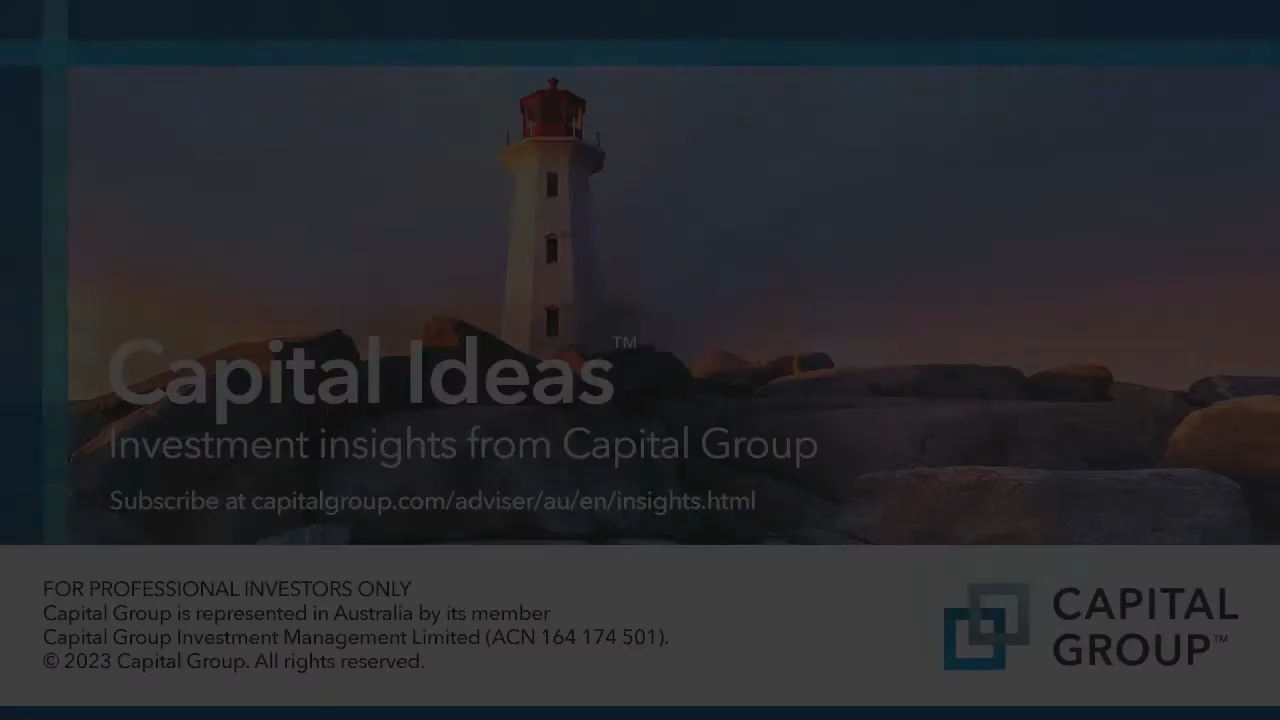 Capital Ideas™
Investment insights from Capital Group
Subscribe at capitalgroup.com/adviser/au/en/insights.html
FOR PROFESSIONAL INVESTORS ONLY
Capital Group is represented in Australia by its member
Capital Group Investment Management Limited (ACN 164 174 501).
© 2023 Capital Group. All rights reserved.
CAPITAL
GROUP™